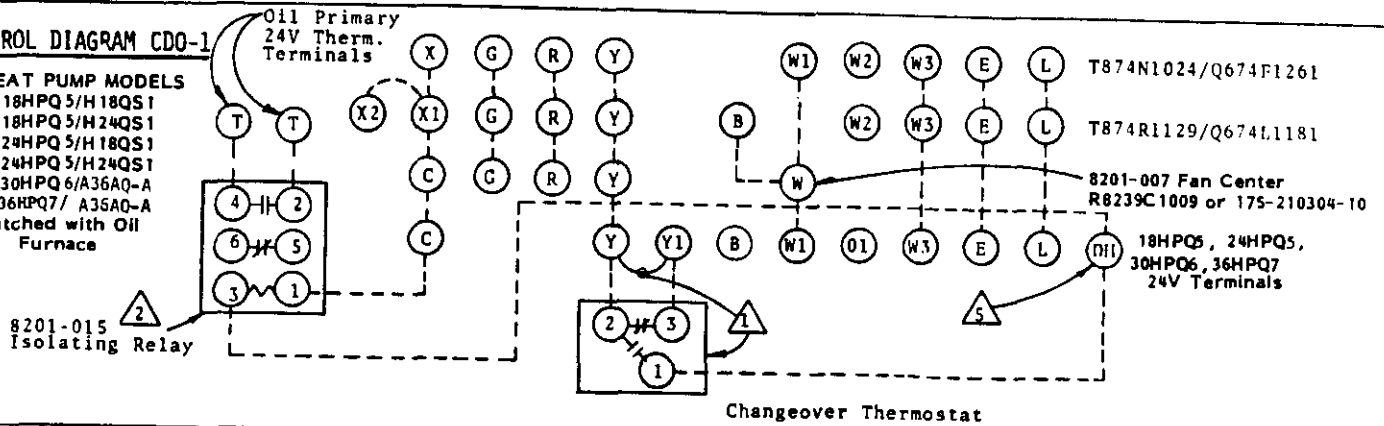 ROL DIAGRAM CDO-1
Oil Primary
24V Therm.
Terminals
EAT PUMP MODELS
18HPQ5/H18QS1
18HPQ5/H24QS1
24HPQ5/H18QS1
24HPQ5/H24QS1
30HPQ6/A36AQ-A
36HPQ7/ A36AQ-A
tched with Oil
Furnace
X G R Y W1 W2 W3 E L T874N1024/Q674F1261
T T X2 X1 G R Y B W2 W3 E L T874R1129/Q674L1181
C G R Y W
8201-007 Fan Center
R8239C1009 or 17S-210304-10
4 2
6 5
3 1
C Y Y1 B W1 O1 W3 E L DH
18HPQ5, 24HPQ5,
30HPQ6, 36HPQ7
24V Terminals
2
8201-015
Isolating Relay
2 3
1
1
5
Changeover Thermostat